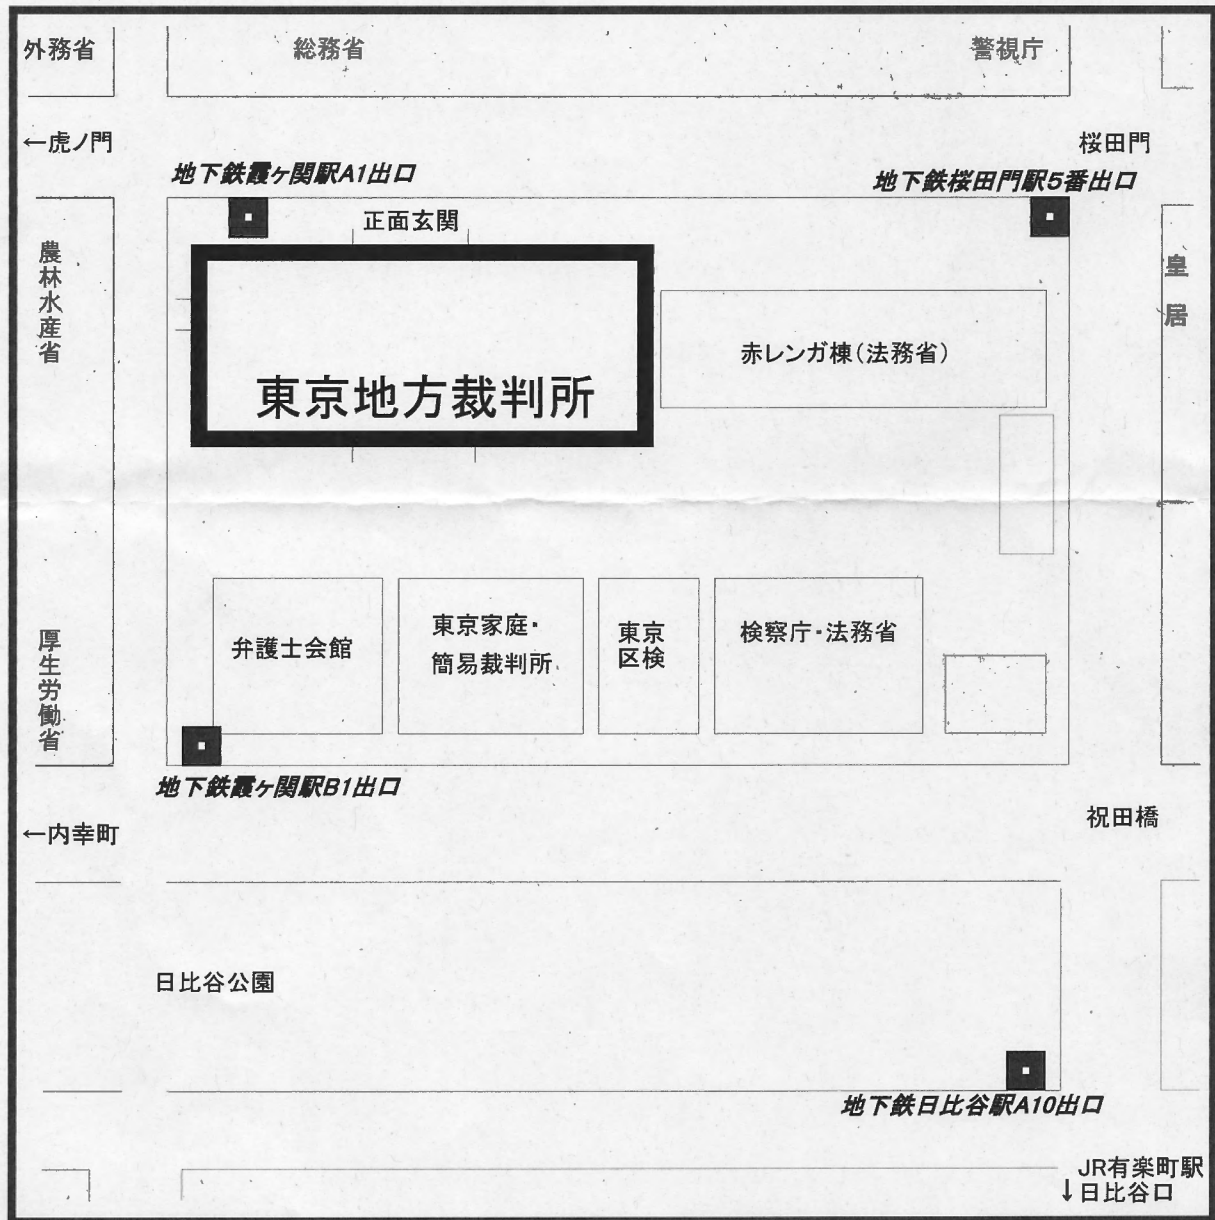 外務省
総務省
警視庁
←虎ノ門
桜田門
地下鉄霞ヶ関駅A1出口
地下鉄桜田門駅5番出口
正面玄関
農林水産省
皇居
赤レンガ棟(法務省)
東京地方裁判所
弁護士会館
東京家庭・
簡易裁判所
東京
区検
検察庁・法務省
厚生労働省
地下鉄霞ヶ関駅B1出口
←内幸町
祝田橋
日比谷公園
地下鉄日比谷駅A10出口
JR有楽町駅
↓日比谷口